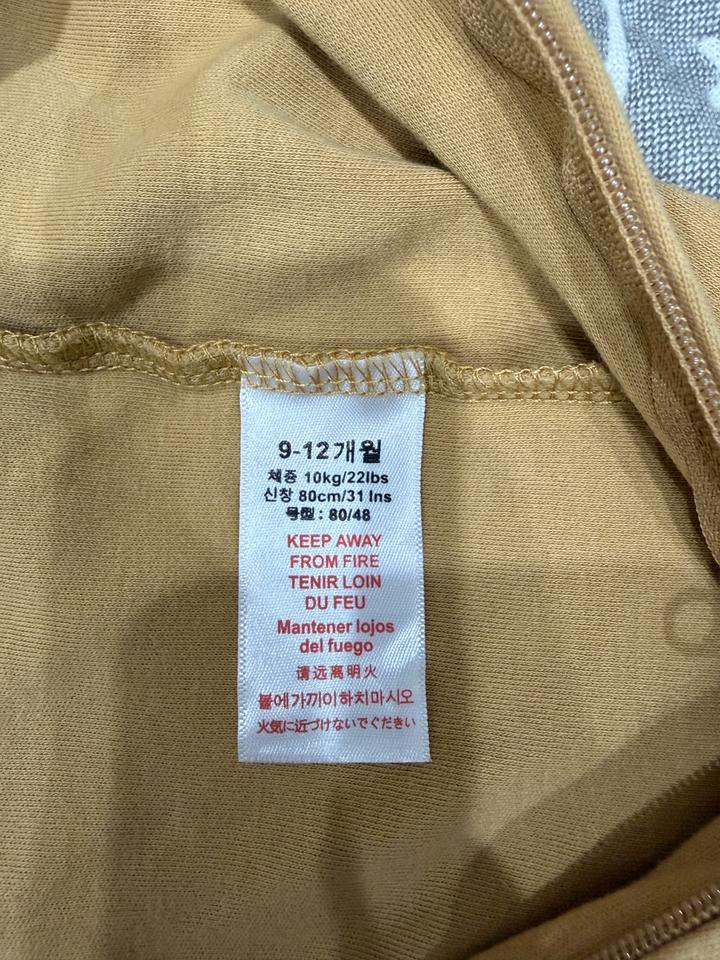 9-12개월
체중 10kg/22lbs
신장 80cm/31 Ins
号型: 80/48
KEEP AWAY
FROM FIRE
TENIR LOIN
DU FEU
Mantener lojos
del fuego
请远离明火
불에가끼이하치마시오
火気に近づけないでぐださい